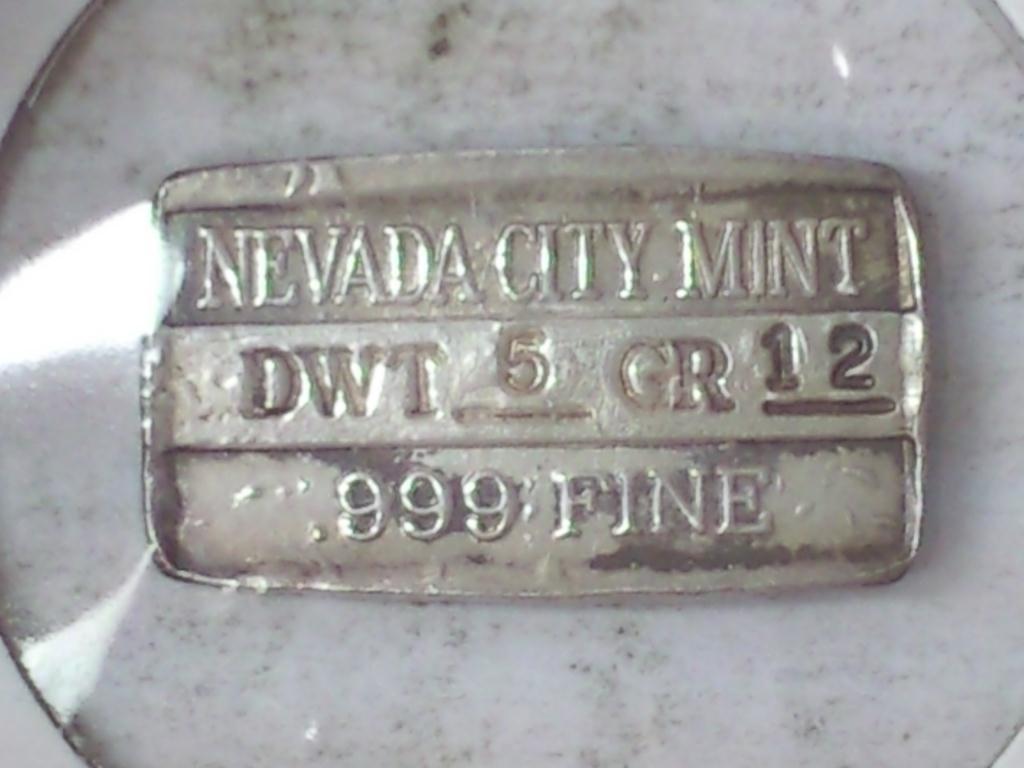 NEVADA CITY MINT
DWT 5 GR 12
.999 FINE